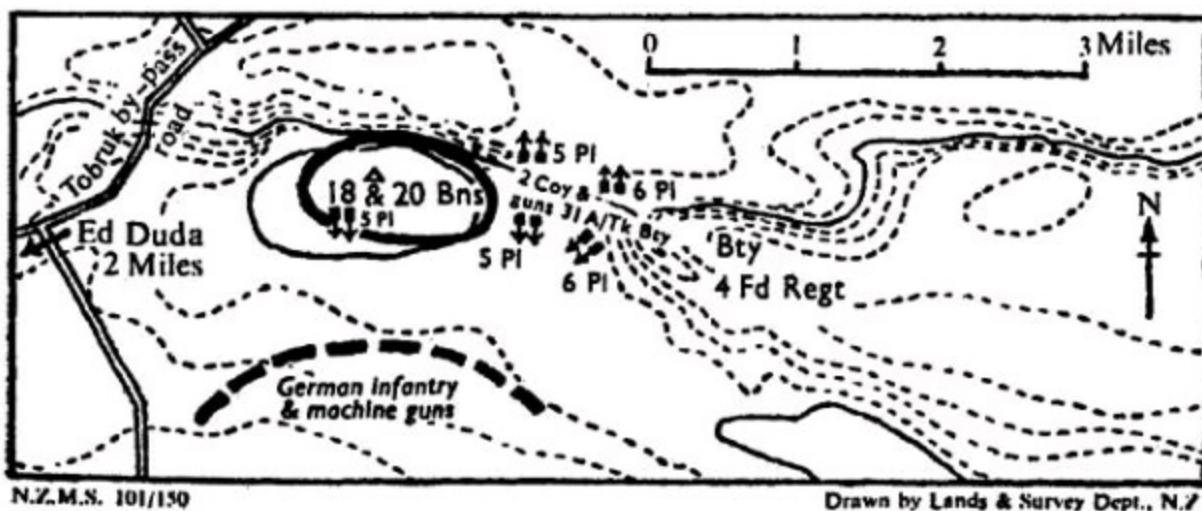 0 1 2 3 Miles
Tobruk by-pass
road
5 Pl
18 & 20 Bns
5 Pl
2 Coy &
guns 31 A/Tk Bty
6 Pl
N
Ed Duda
2 Miles
5 Pl
6 Pl
Bty
4 Fd Regt
German infantry
& machine guns
N.Z.M.S. 101/150
Drawn by Lands & Survey Dept., N.Z